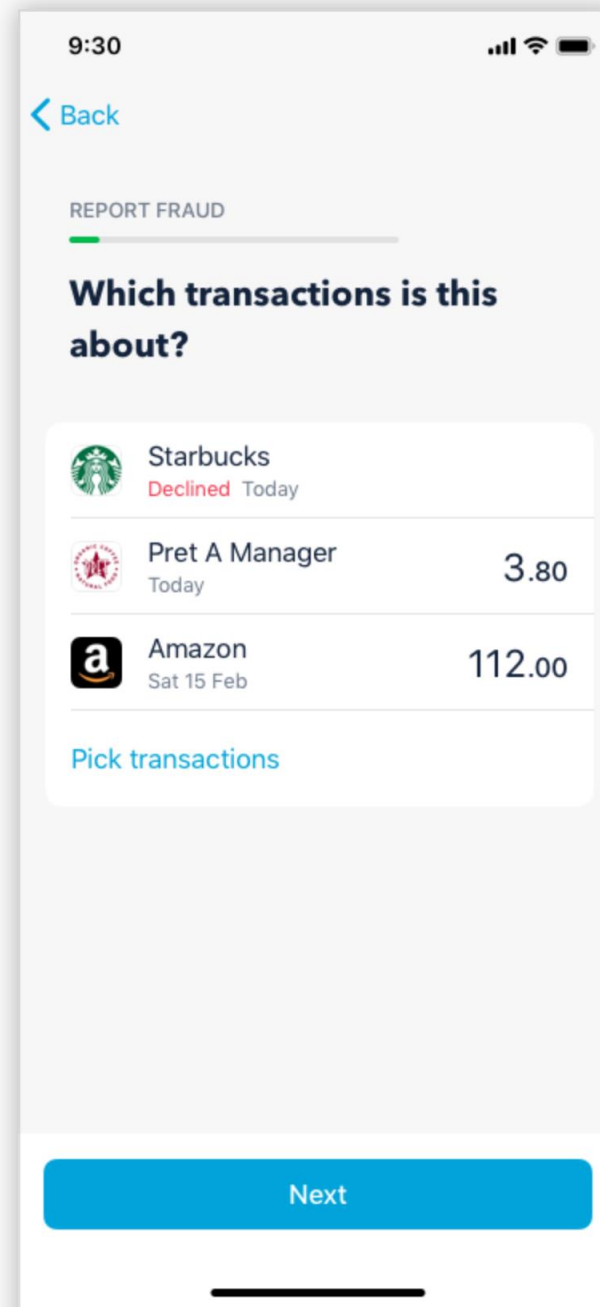 9:30
Back
REPORT FRAUD
Which transactions is this
about?
Starbucks
Declined Today
Pret A Manager
3.80
Today
Amazon
112.00
Sat 15 Feb
Pick transactions
Next